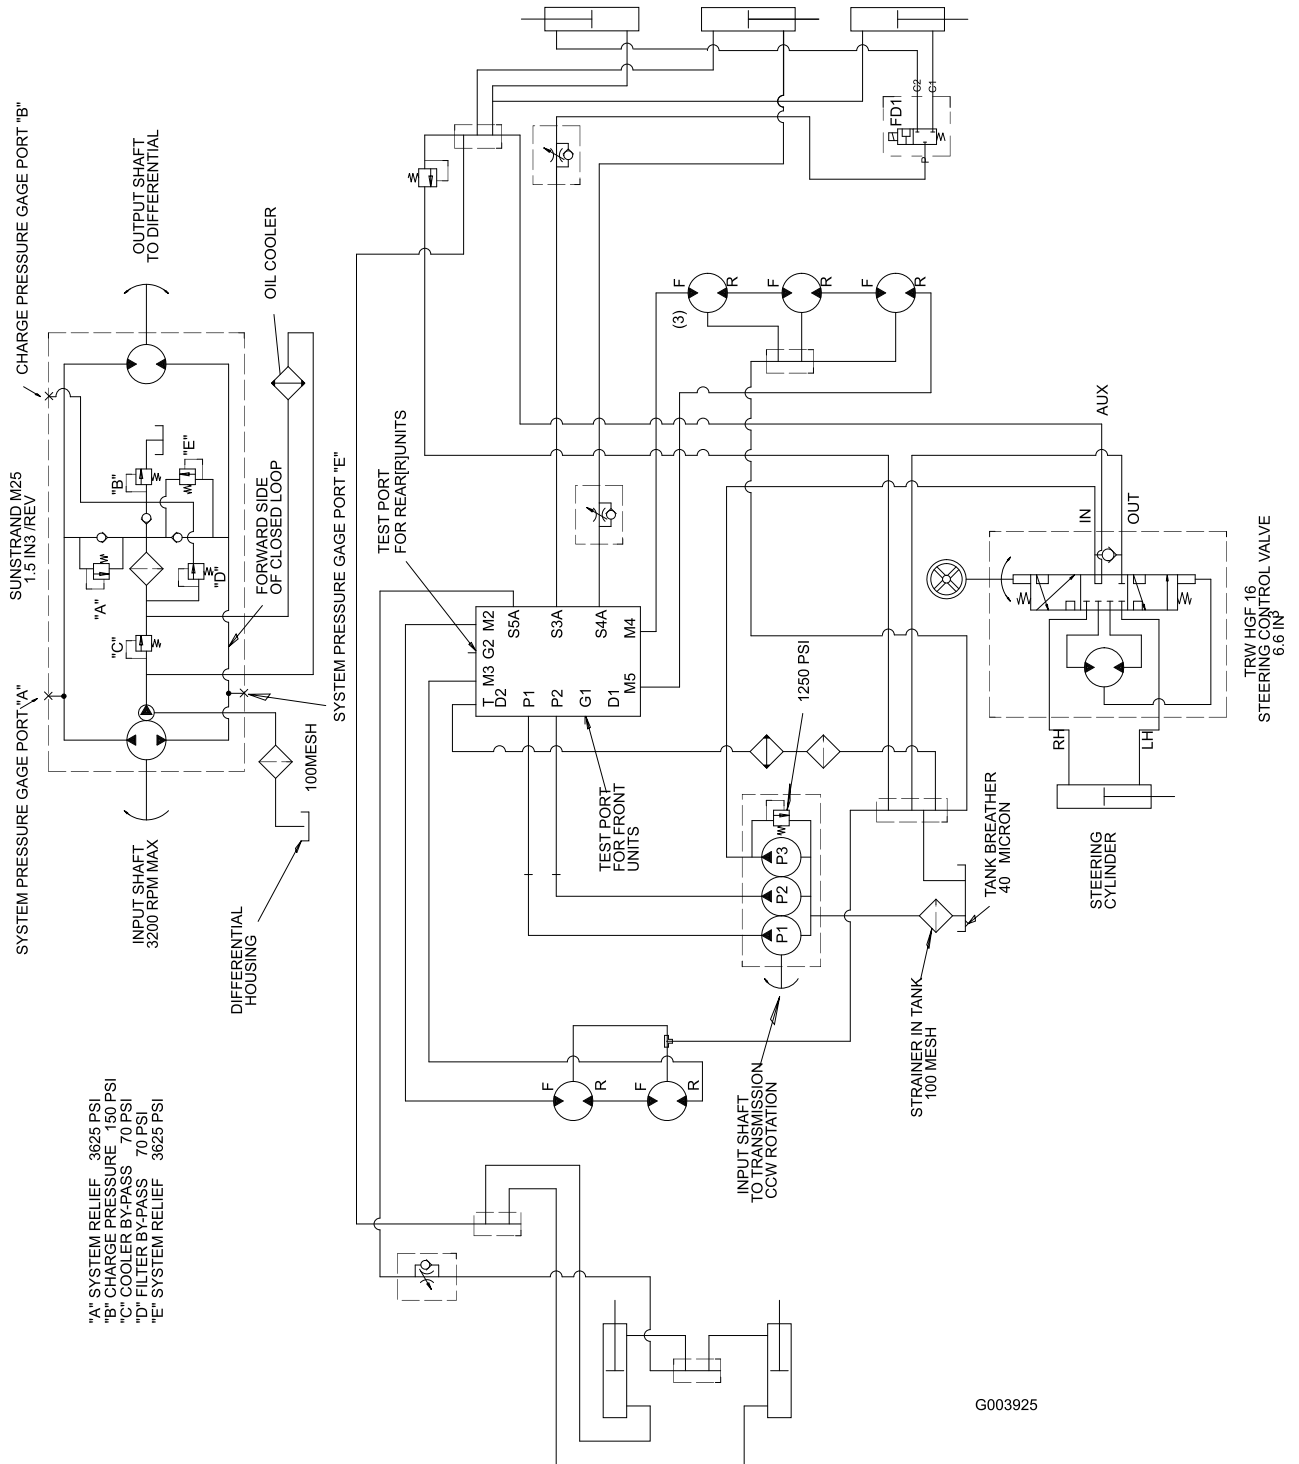 SUNSTRAND M25
1.5 IN3 /REV
SYSTEM PRESSURE GAGE PORT "A"
CHARGE PRESSURE GAGE PORT "B"
INPUT SHAFT
3200 RPM MAX
OUTPUT SHAFT
TO DIFFERENTIAL
"A"
"B"
"C"
"D"
"E"
FORWARD SIDE
OF CLOSED LOOP
SYSTEM PRESSURE GAGE PORT "E"
OIL COOLER
100MESH
DIFFERENTIAL
HOUSING
"A" SYSTEM RELIEF 3625 PSI
"B" CHARGE PRESSURE 150 PSI
"C" COOLER BY-PASS 70 PSI
"D" FILTER BY-PASS 70 PSI
"E" SYSTEM RELIEF 3625 PSI
TEST PORT
FOR REAR[R]UNITS
T M3 G2 M2
D2
S5A
P1
S3A
P2
S4A
G1
D1
M5
M4
TEST PORT
FOR FRONT
UNITS
1250 PSI
P1
P2
P3
INPUT SHAFT
TO TRANSMISSION
CCW ROTATION
STRAINER IN TANK
100 MESH
TANK BREATHER
40 MICRON
F
R
F
R
(3)
F
R
F
R
F
R
FD1
C2
C1
P
AUX
IN
OUT
RH
LH
STEERING
CYLINDER
TRW HGF 16
STEERING CONTROL VALVE
6.6 IN3
G003925